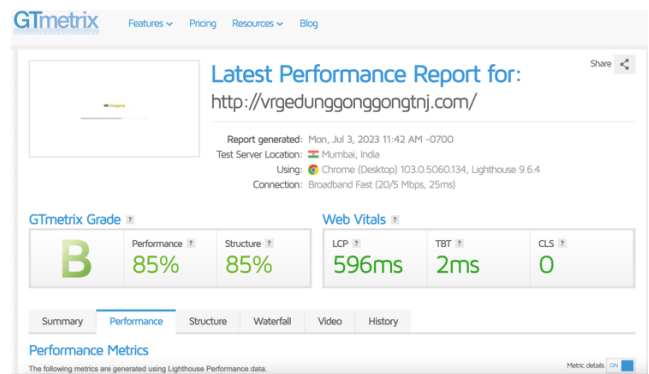 GTmetrix Features Pricing Resources Blog
Share
Latest Performance Report for:
http://vrgedunggonggongtnj.com/
Report generated: Mon, Jul 3, 2023 11:42 AM -0700
Test Server Location: Mumbai, India
Using: Chrome (Desktop) 103.0.5060.134, Lighthouse 9.6.4
Connection: Broadband Fast (20/5 Mbps, 25ms)
GTmetrix Grade ?
B
Performance ?
85%
Structure ?
85%
Web Vitals ?
LCP ?
596ms
TBT ?
2ms
CLS ?
0
Summary Performance Structure Waterfall Video History
Performance Metrics
The following metrics are generated using Lighthouse Performance data.
Metric details ON